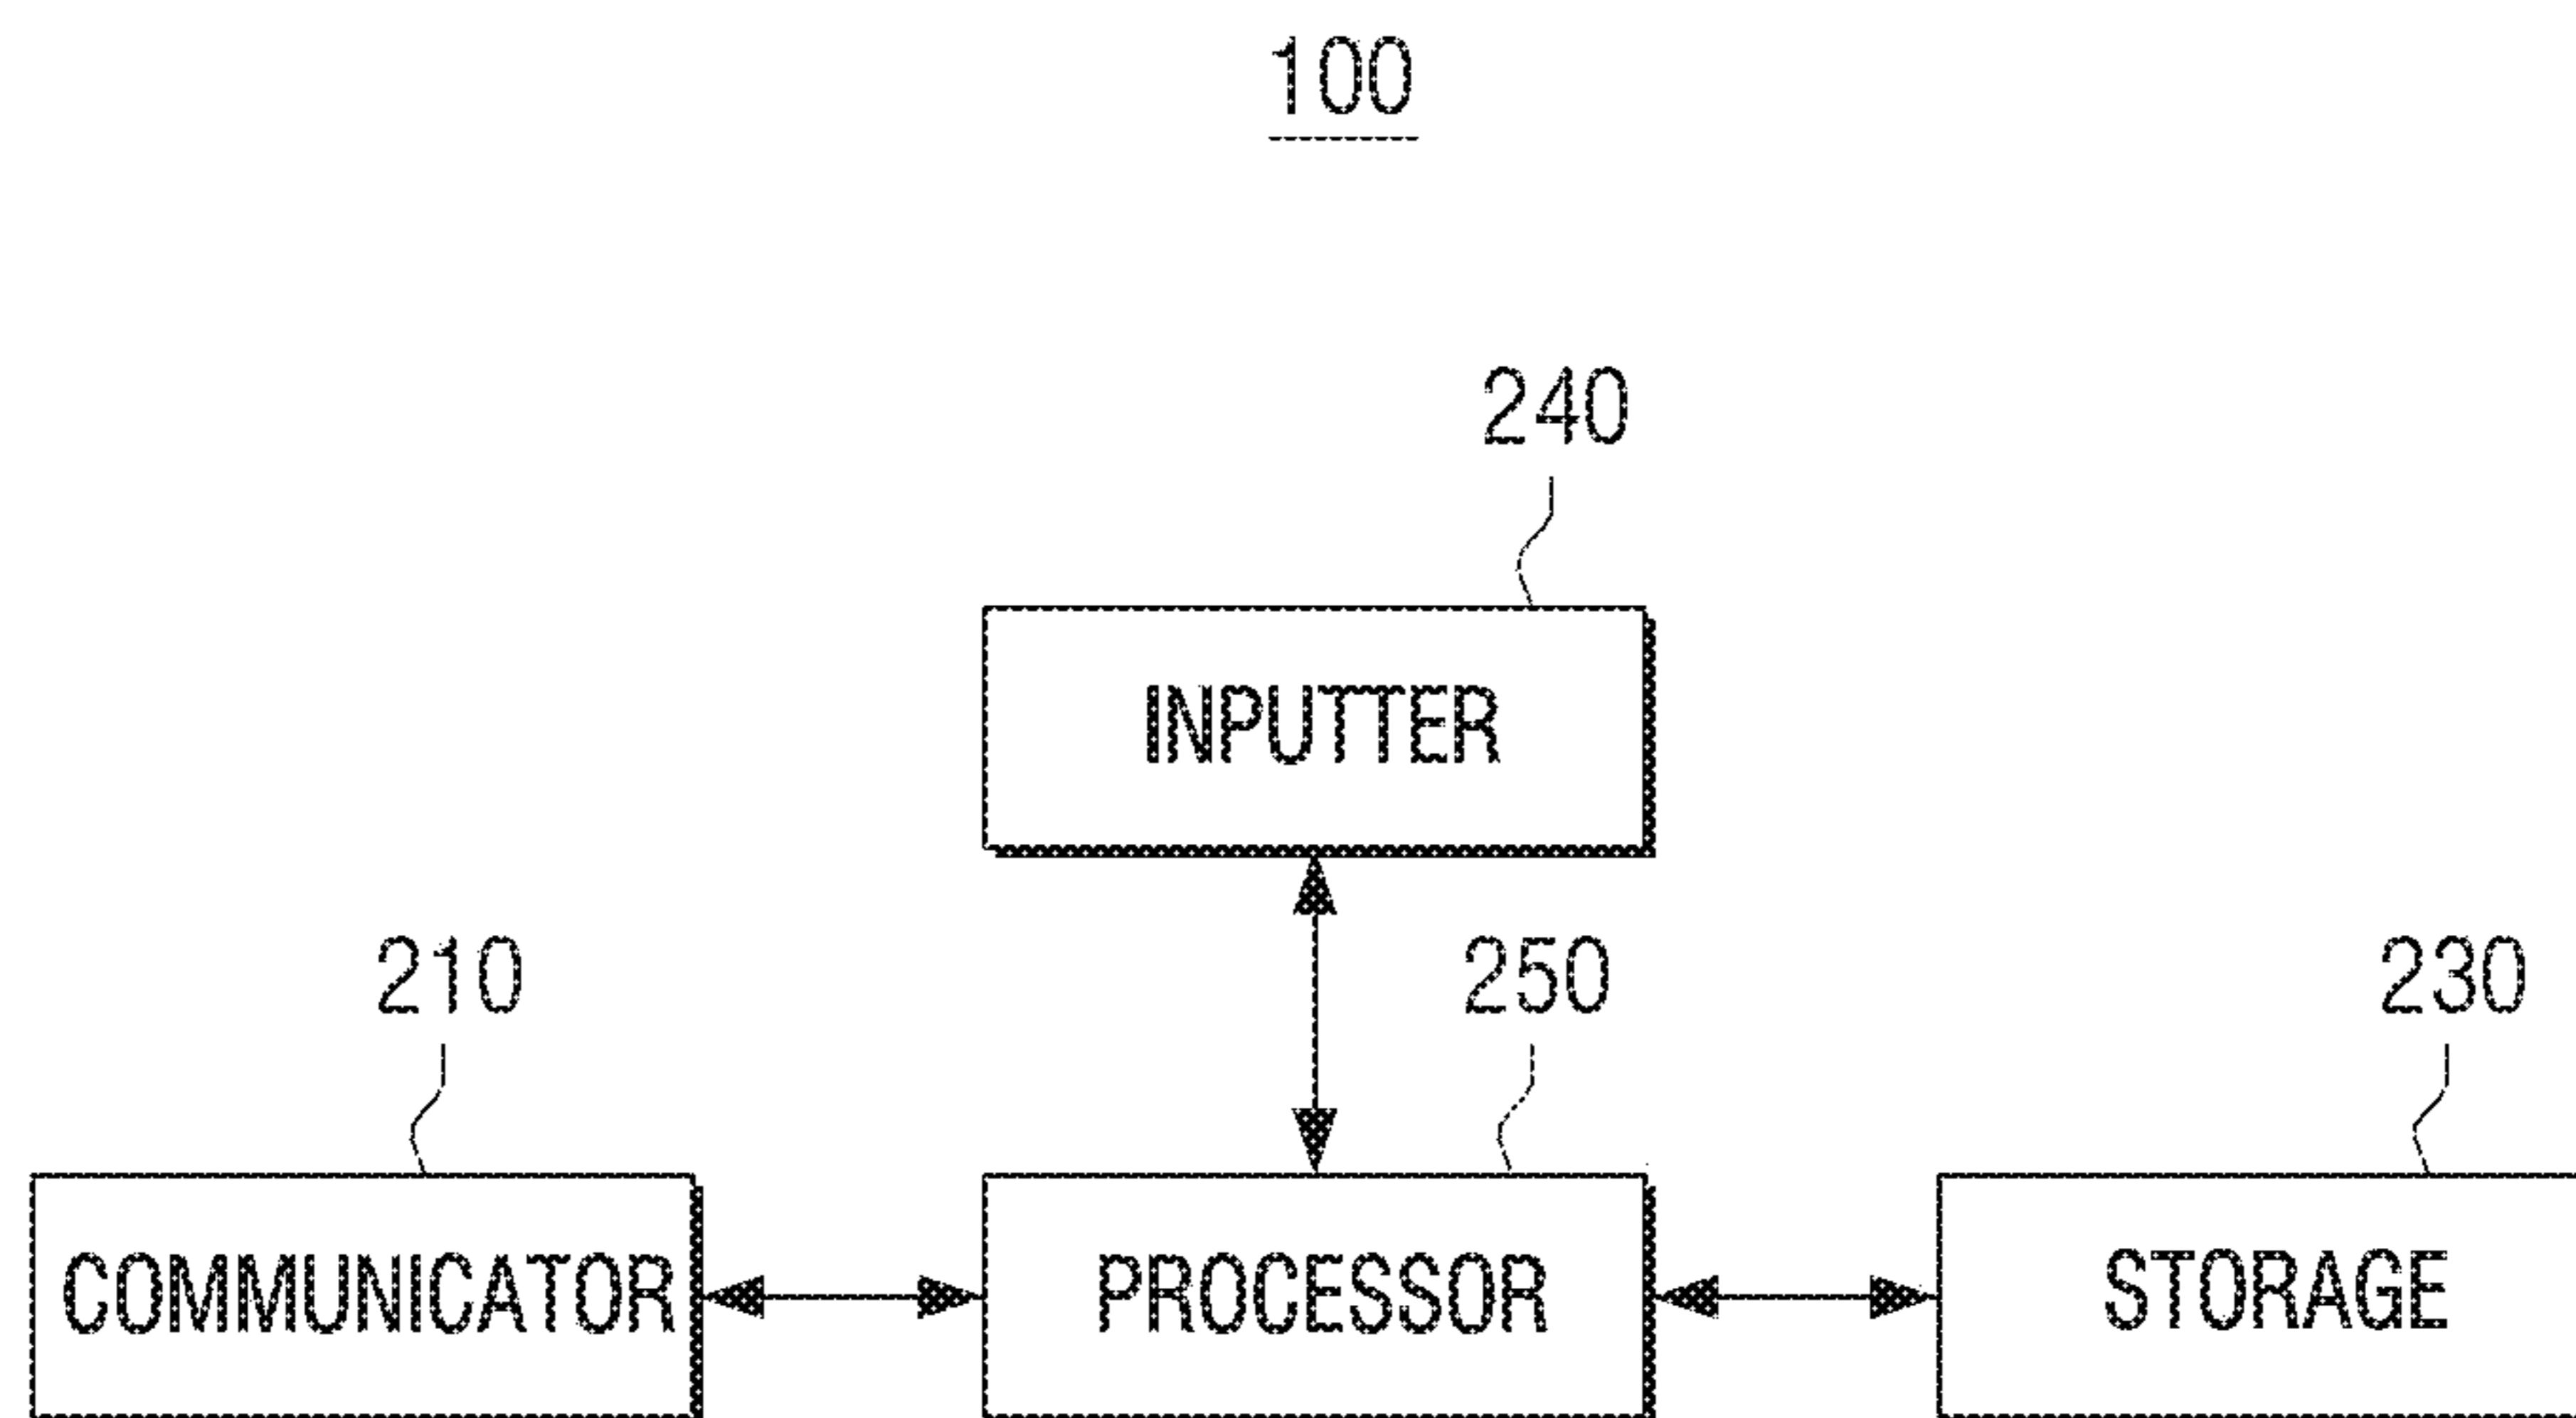 100
240
INPUTTER
210
250
230
COMMUNICATOR
PROCESSOR
STORAGE